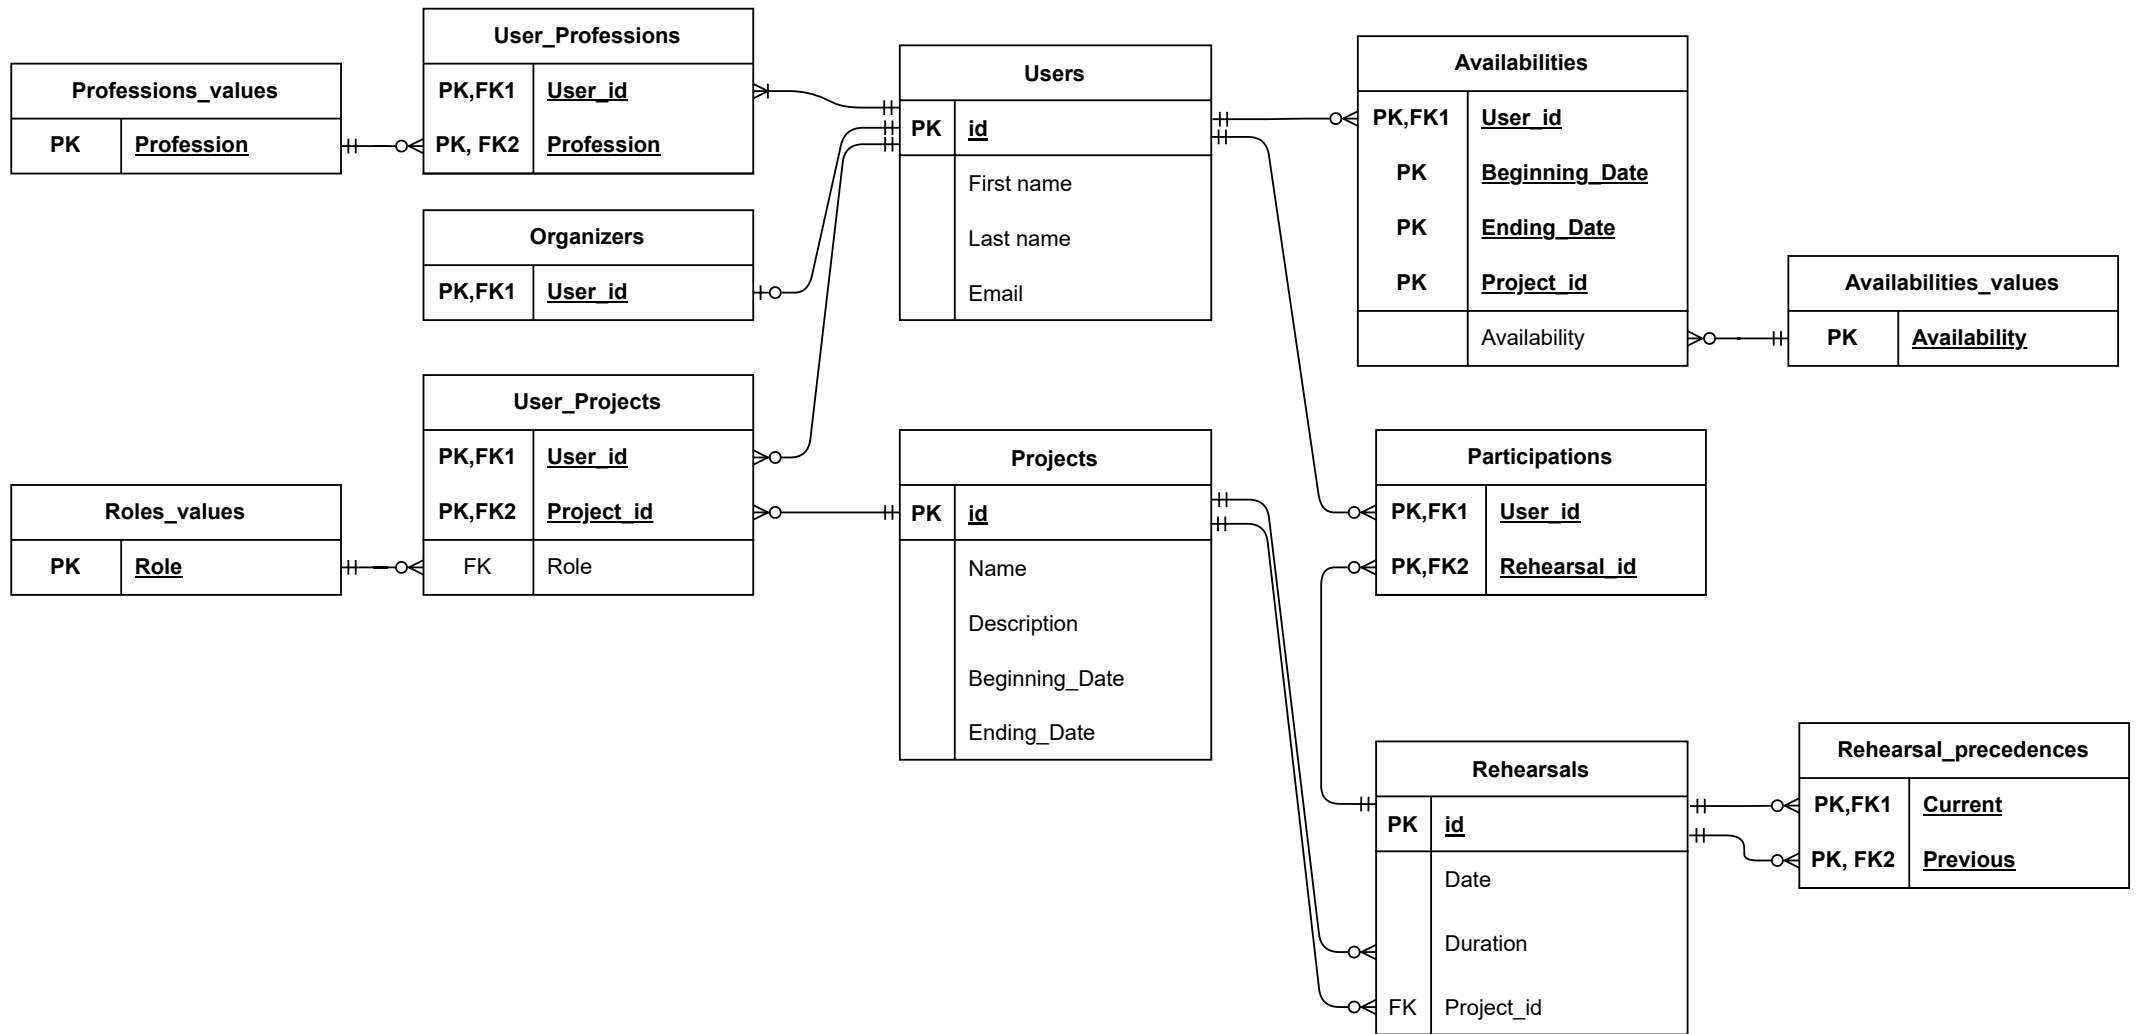 Professions_values
PK Profession
User_Professions
PK,FK1 User_id
PK, FK2 Profession
Organizers
PK,FK1 User_id
User_Projects
PK,FK1 User_id
PK,FK2 Project_id
FK Role
Roles_values
PK Role
Users
PK id
First name
Last name
Email
Projects
PK id
Name
Description
Beginning_Date
Ending_Date
Availabilities
PK,FK1 User_id
PK Beginning_Date
PK Ending_Date
PK Project_id
Availability
Availabilities_values
PK Availability
Participations
PK,FK1 User_id
PK,FK2 Rehearsal_id
Rehearsals
PK id
Date
Duration
FK Project_id
Rehearsal_precedences
PK,FK1 Current
PK, FK2 Previous